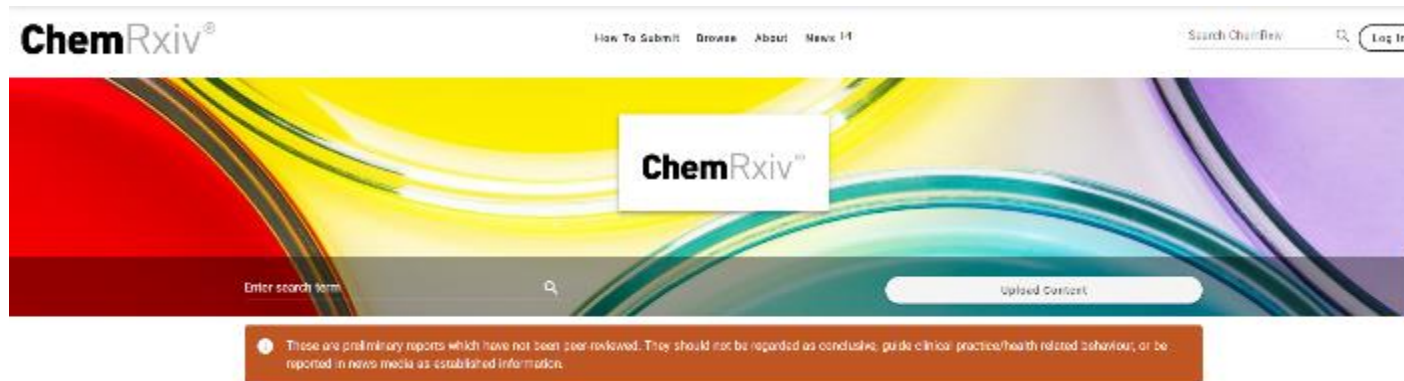 ChemRxiv®
How To Submit Browse About News
Search ChemRxiv
Log In
ChemRxiv®
Enter search term
Upload Content
These are preliminary reports which have not been peer-reviewed. They should not be regarded as conclusive, guide clinical practice/health related behaviour, or be
reported in news media as established information.